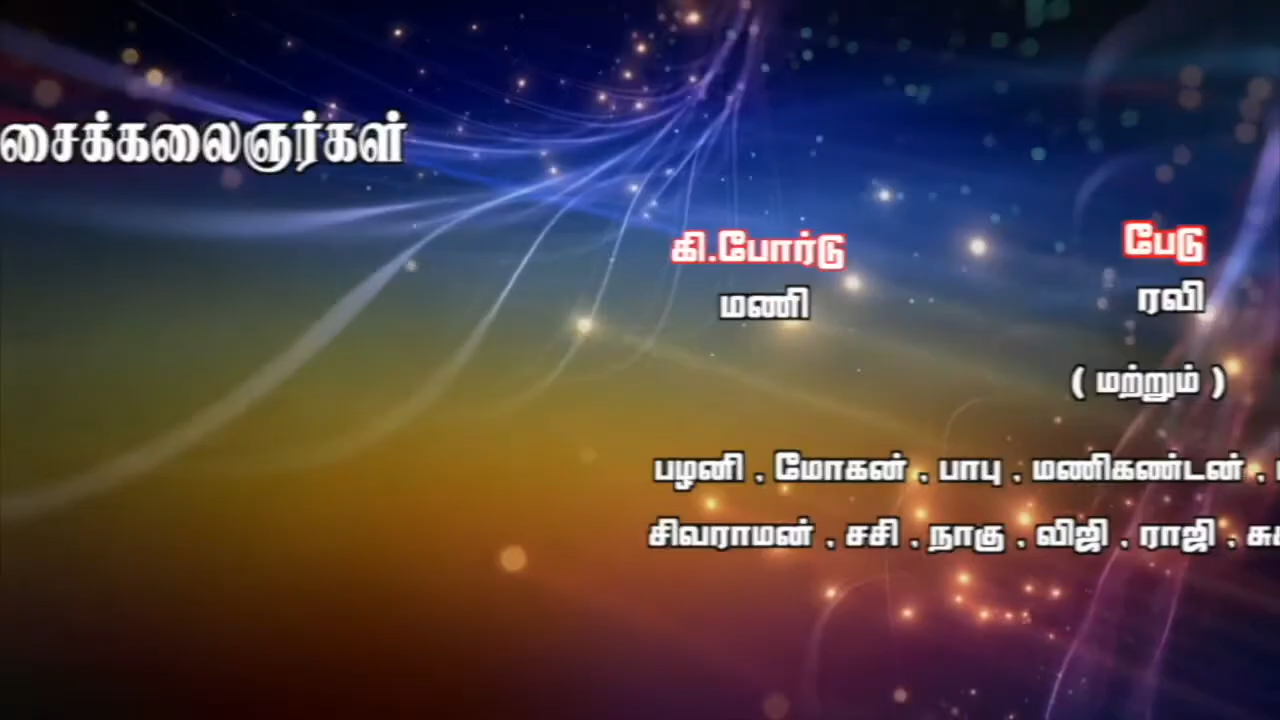 சைக்கலைஞர்கள்
கி.போர்டு பேடு
மணி ரவி
( மற்றும் )
பழனி . மோகன் . பாபு . மணிகண்டன் .
சிவராமன் . சசி . நாகு . விஜி . ராஜி .